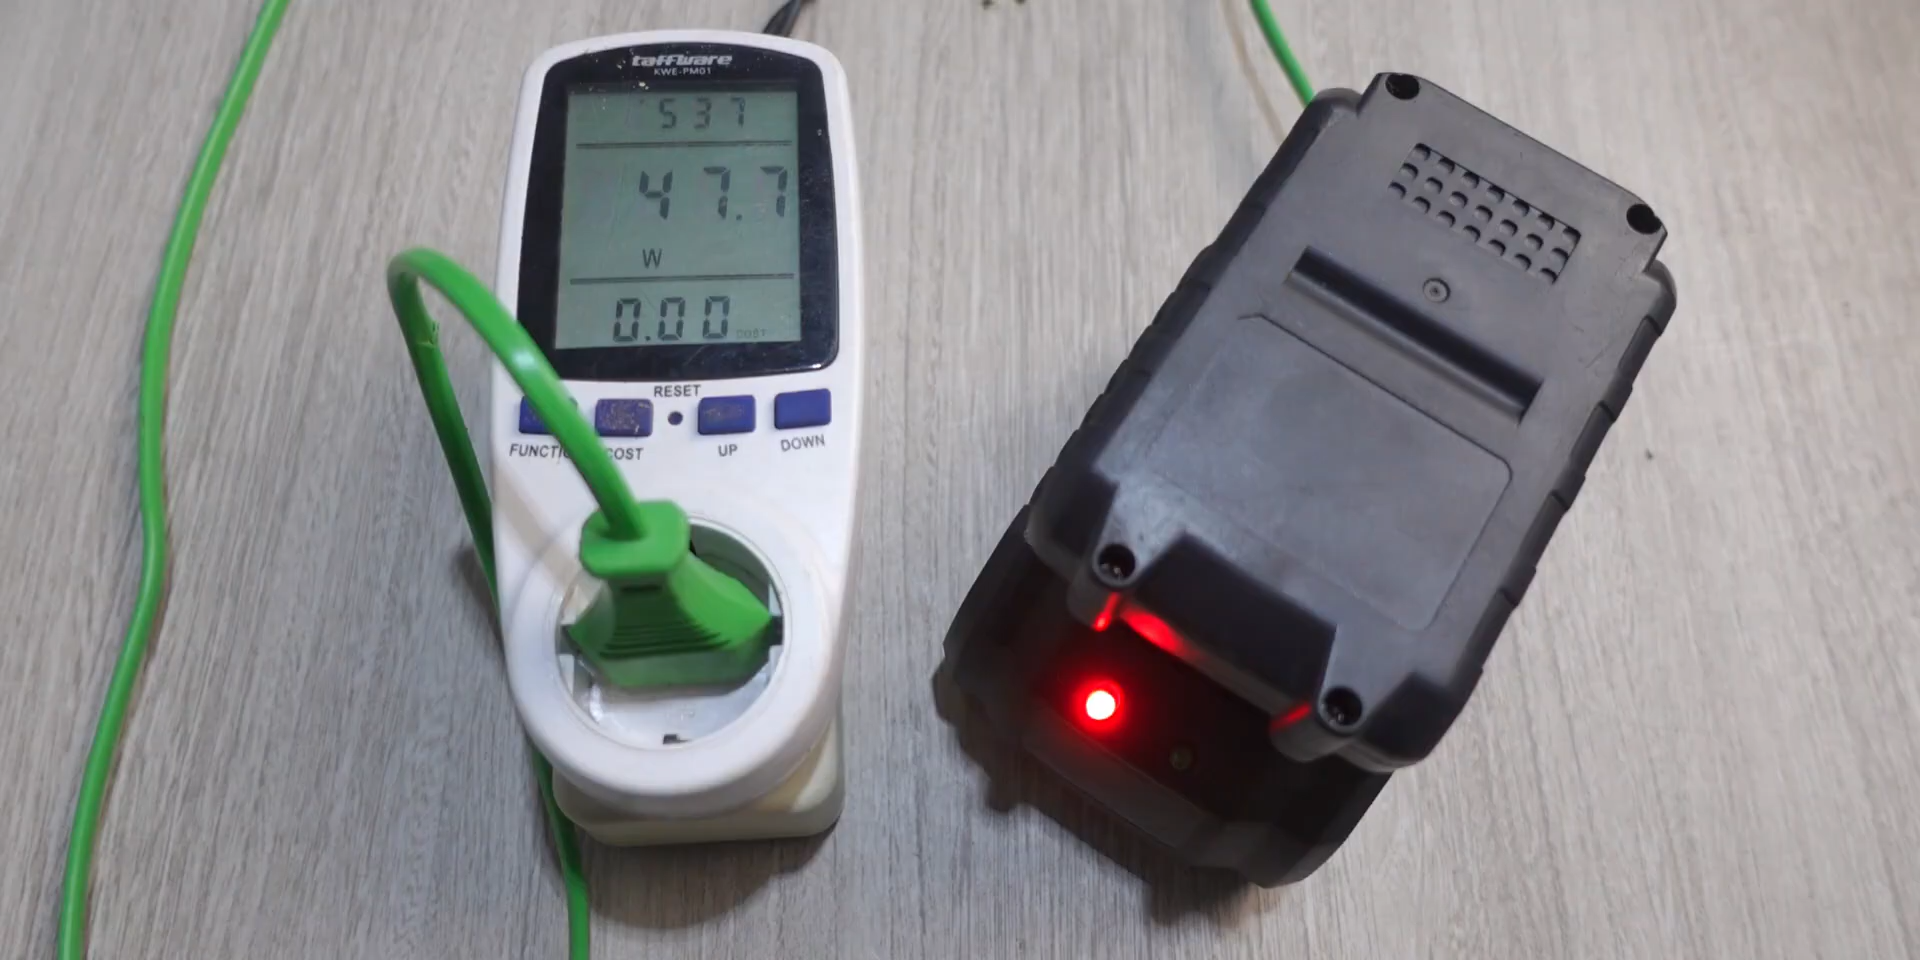 taffware
KWE-PM01
537
47.7
W
0.00 COST
RESET
FUNCTI COST UP DOWN